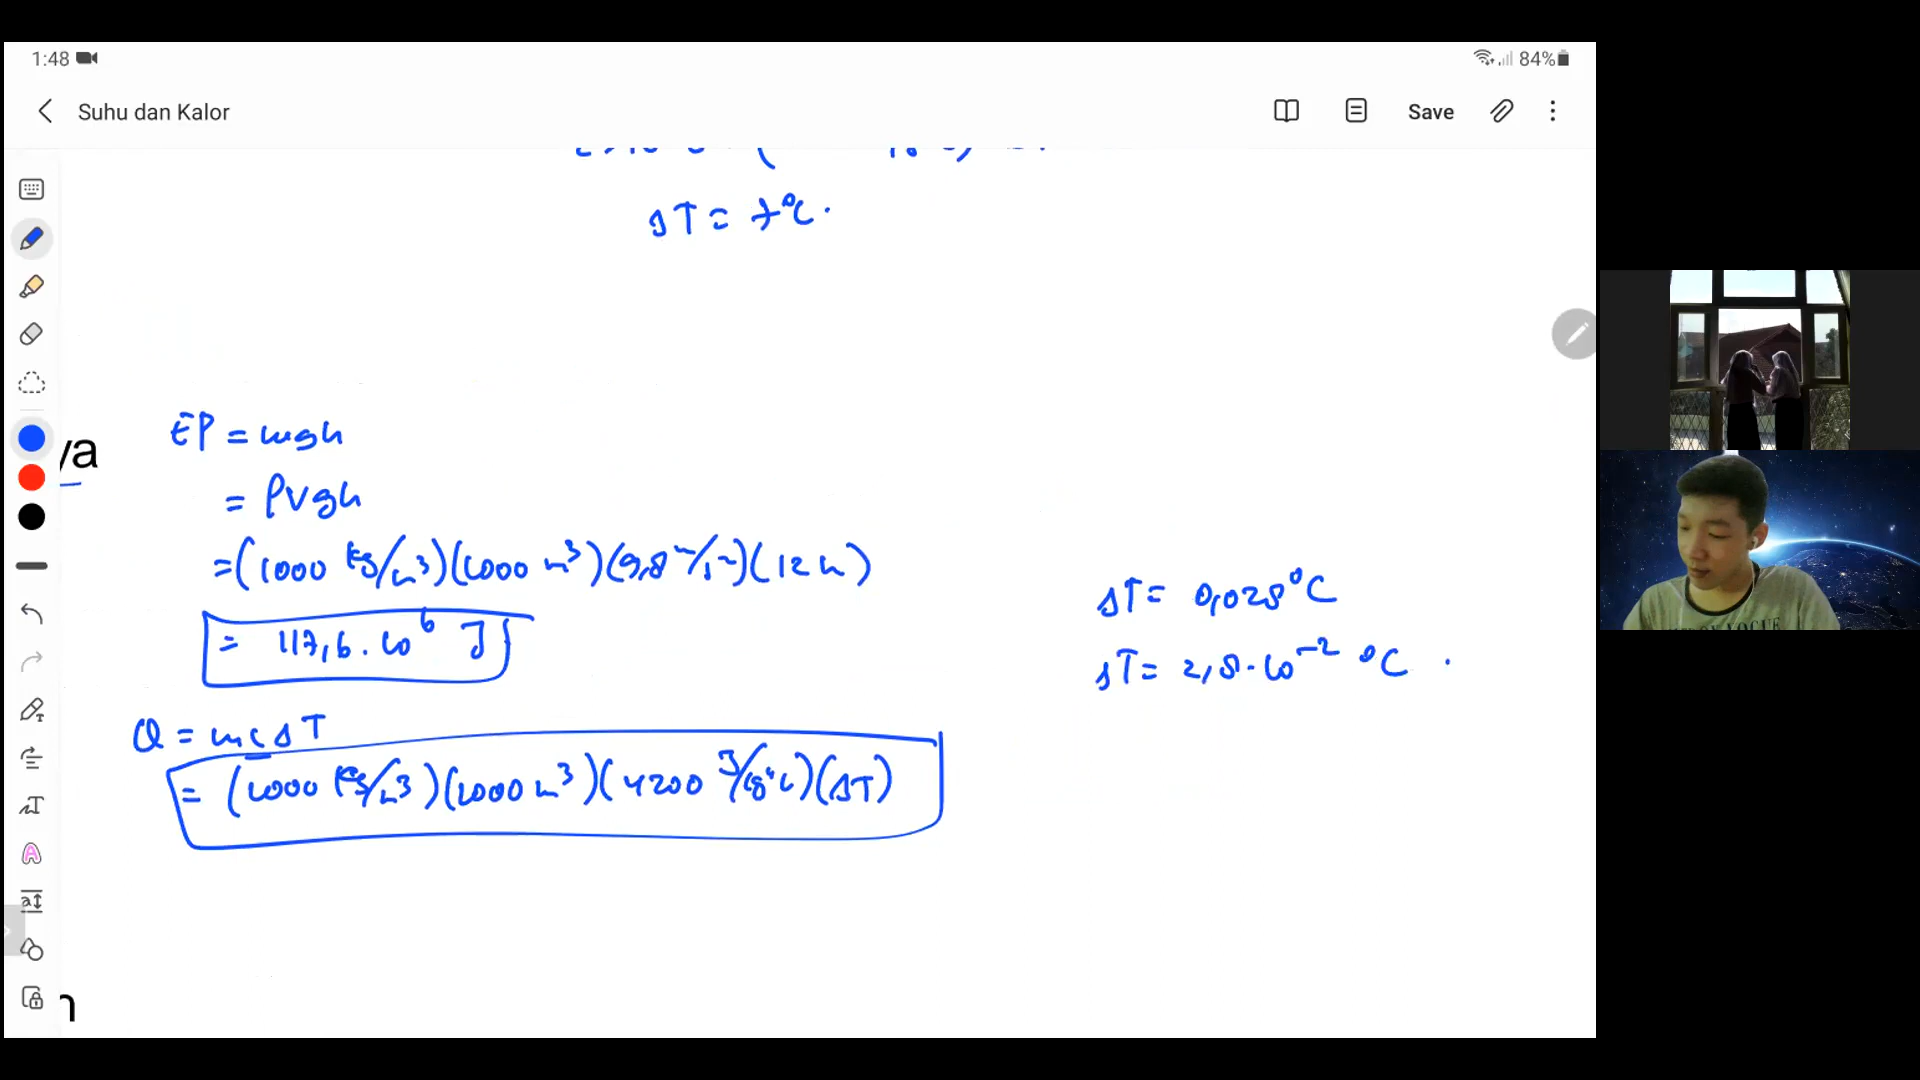 1:48
84%
Suhu dan Kalor
Save
ΔT = 7°C.
ya
EP = mgh
= ρVgh
=(1000 kg/m³)(1000 m³)(9,8 m/s²)(12 m)
= 117,6.10⁶ J
ΔT = 0,028°C
ΔT = 2,8.10⁻² °C.
Q = mcΔT
= (1000 kg/m³)(1000 m³)(4200 J/kg°C)(ΔT)
n